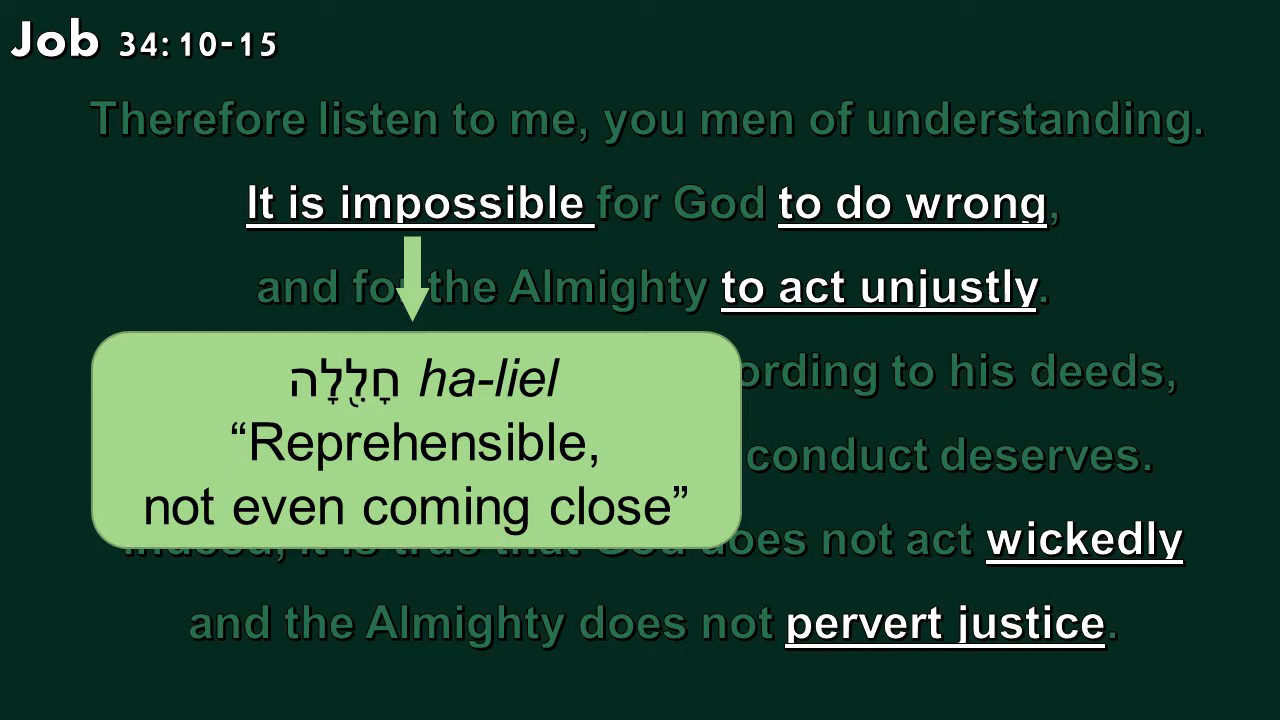 Job 34:10-15
Therefore listen to me, you men of understanding.
It is impossible for God to do wrong,
and for the Almighty to act unjustly.
חָלִ֖לָה ha-liel
“Reprehensible,
not even coming close”
ording to his deeds,
conduct deserves.
does not act wickedly
and the Almighty does not pervert justice.